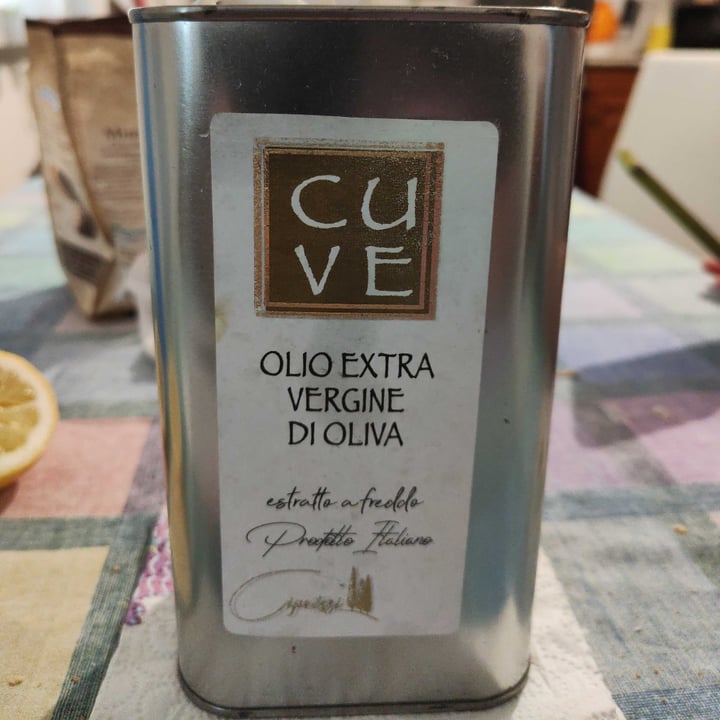 CU
VE
OLIO EXTRA
VERGINE
DI OLIVA
estratto a freddo
Prodotto Italiano